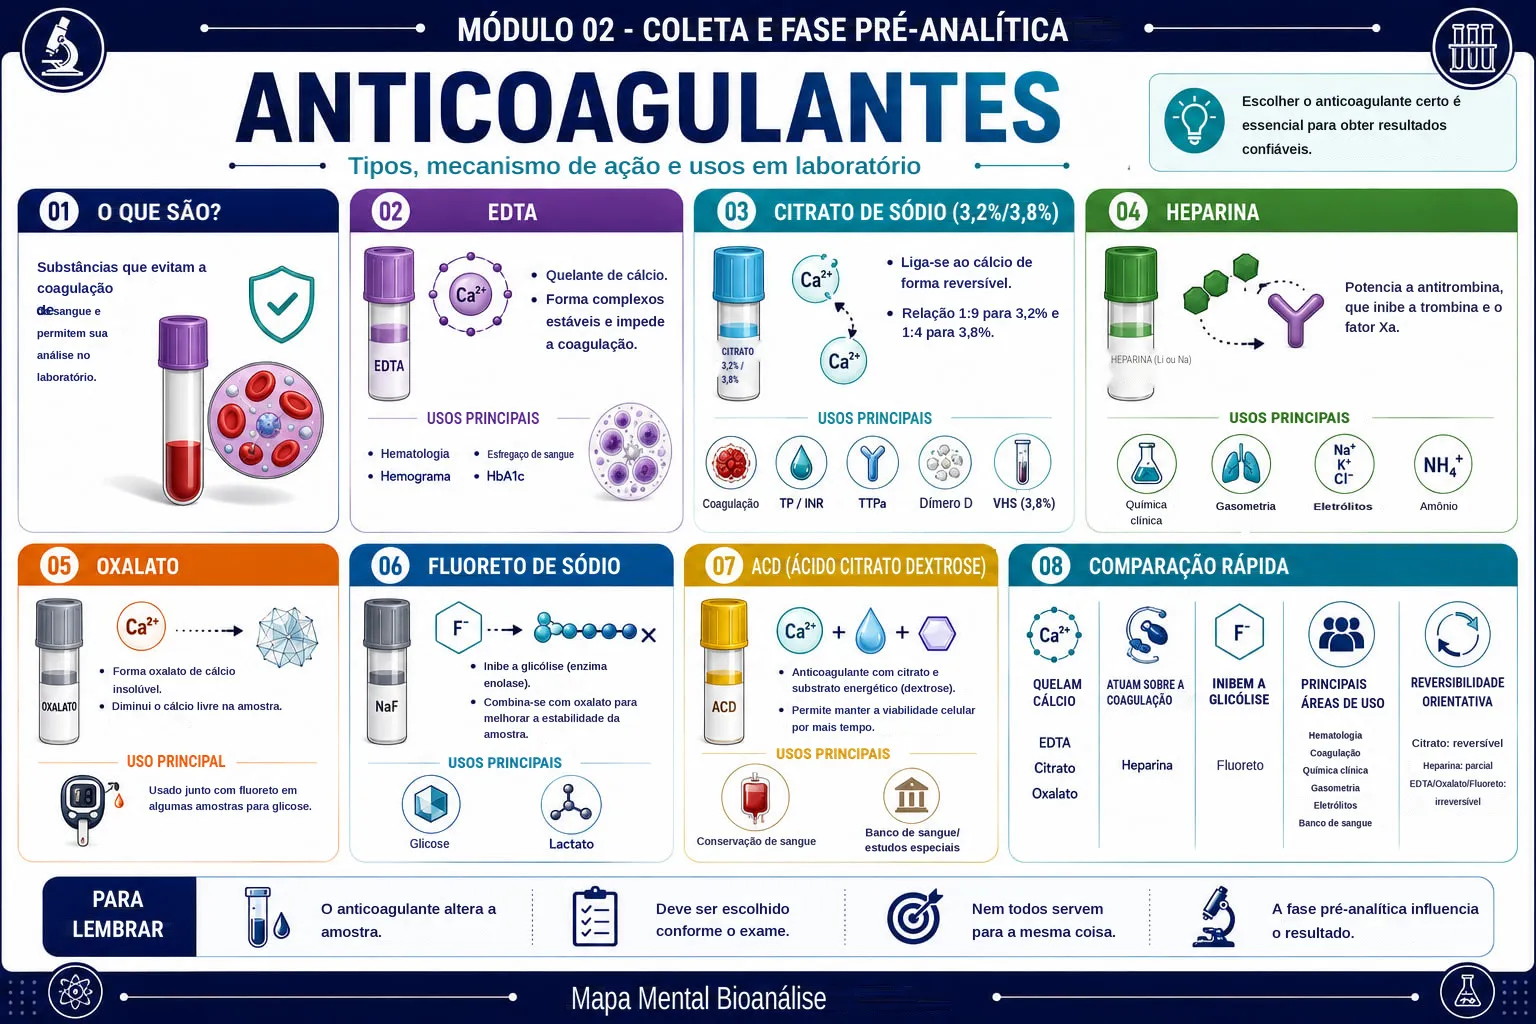 MÓDULO 02 - COLETA E FASE PRÉ-ANALÍTICA
ANTICOAGULANTES
Tipos, mecanismo de ação e usos em laboratório
Escolher o anticoagulante certo é
essencial para obter resultados
confiáveis.
01 O QUE SÃO?
Substâncias que evitam a
coagulação
de sangue e
permitem sua
análise no
laboratório.
02 EDTA
EDTA
Ca²⁺
• Quelante de cálcio.
• Forma complexos
estáveis e impede
a coagulação.
USOS PRINCIPAIS
• Hematologia
• Esfregaço de sangue
• Hemograma
• HbA1c
03 CITRATO DE SÓDIO (3,2%/3,8%)
CITRATO
3,2% /
3,8%
Ca²⁺
Ca²⁺
• Liga-se ao cálcio de
forma reversível.
• Relação 1:9 para 3,2% e
1:4 para 3,8%.
USOS PRINCIPAIS
Coagulação
TP / INR
TTPa
Dímero D
VHS (3,8%)
04 HEPARINA
HEPARINA (Li ou Na)
Potencia a antitrombina,
que inibe a trombina e o
fator Xa.
USOS PRINCIPAIS
Química
clínica
Gasometria
Na⁺
K⁺
Cl⁻
Eletrólitos
NH₄⁺
Amônio
05 OXALATO
OXALATO
Ca²⁺
• Forma oxalato de cálcio
insolúvel.
• Diminui o cálcio livre na amostra.
USO PRINCIPAL
Usado junto com fluoreto em
algumas amostras para glicose.
06 FLUORETO DE SÓDIO
NaF
F⁻
• Inibe a glicólise (enzima
enolase).
• Combina-se com oxalato para
melhorar a estabilidade da
amostra.
USOS PRINCIPAIS
Glicose
Lactato
07 ACD (ÁCIDO CITRATO DEXTROSE)
ACD
Ca²⁺ + +
• Anticoagulante com citrato e
substrato energético (dextrose).
• Permite manter a viabilidade celular
por mais tempo.
USOS PRINCIPAIS
Conservação de sangue
Banco de sangue/
estudos especiais
08 COMPARAÇÃO RÁPIDA
Ca²⁺
QUELAM
CÁLCIO
EDTA
Citrato
Oxalato
ATUAM SOBRE A
COAGULAÇÃO
Heparina
F⁻
INIBEM A
GLICÓLISE
Fluoreto
PRINCIPAIS
ÁREAS DE USO
Hematologia
Coagulação
Química clínica
Gasometria
Eletrólitos
Banco de sangue
REVERSIBILIDADE
ORIENTATIVA
Citrato: reversível
Heparina: parcial
EDTA/Oxalato/Fluoreto:
irreversível
PARA
LEMBRAR
O anticoagulante altera a
amostra.
Deve ser escolhido
conforme o exame.
Nem todos servem
para a mesma coisa.
A fase pré-analítica influencia
o resultado.
Mapa Mental Bioanálise